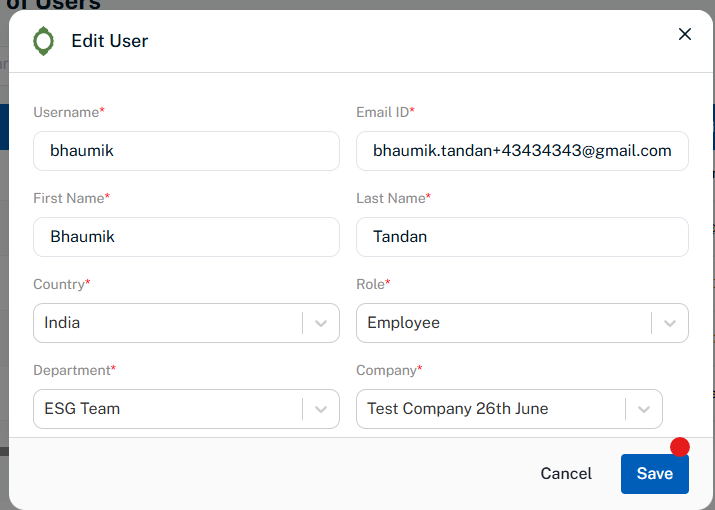 of Users
Edit User
Username* Email ID*
bhaumik bhaumik.tandan+43434343@gmail.com
First Name* Last Name*
Bhaumik Tandan
Country* Role*
India Employee
Department* Company*
ESG Team Test Company 26th June
Cancel Save